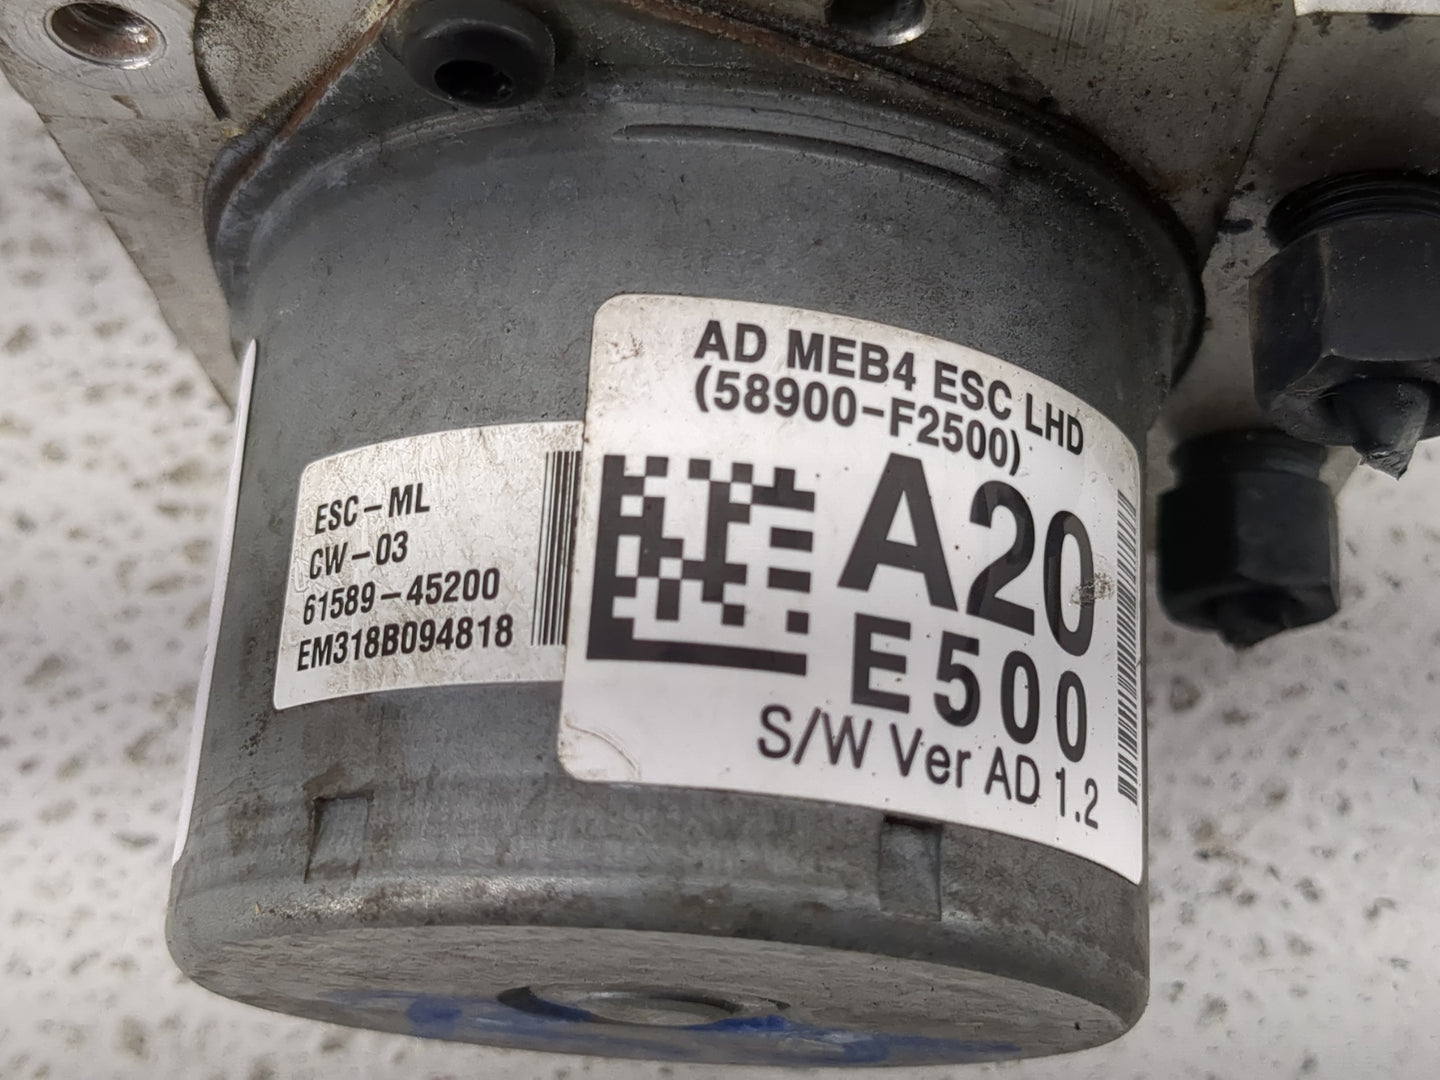 ESC-ML
CW-03
61589-45200
EM318B094818
AD MEB4 ESC LHD
(58900-F2500)
A20
E500
S/W Ver AD 1.2